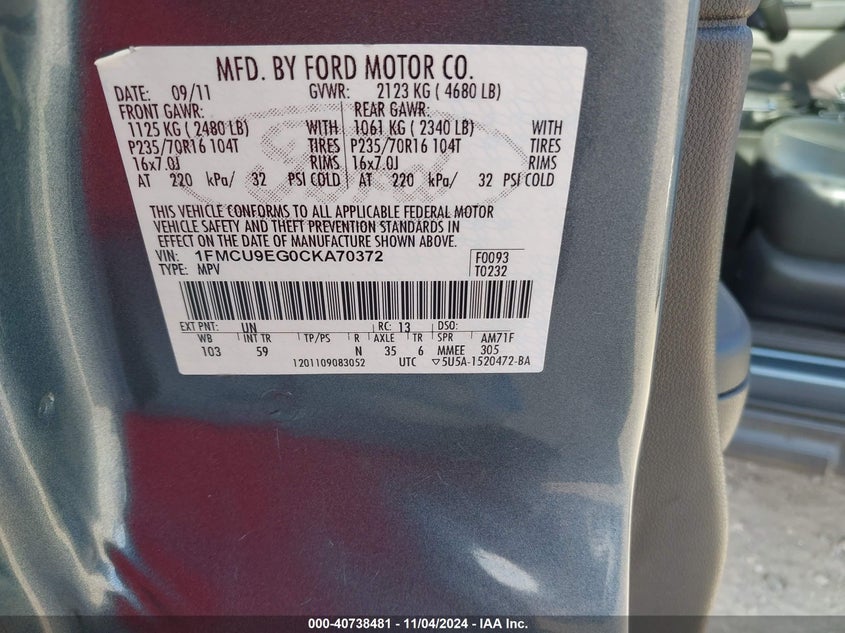 MFD. BY FORD MOTOR CO.
DATE: 09/11 GVWR: 2123 KG ( 4680 LB)
FRONT GAWR: REAR GAWR:
1125 KG ( 2480 LB) WITH 1061 KG ( 2340 LB) WITH
P235/70R16 104T TIRES P235/70R16 104T TIRES
16x7.0J RIMS 16x7.0J RIMS
AT 220 kPa/ 32 PSI COLD AT 220 kPa/ 32 PSI COLD
THIS VEHICLE CONFORMS TO ALL APPLICABLE FEDERAL MOTOR
VEHICLE SAFETY AND THEFT PREVENTION STANDARDS IN
EFFECT ON THE DATE OF MANUFACTURE SHOWN ABOVE.
VIN: 1FMCU9EG0CKA70372 F0093
TYPE: MPV T0232
EXT PNT: UN RC: 13 DSO:
WB INT TR TP/PS R AXLE TR SPR AM71F
103 59 N 35 6 MMEE 305
1201109083052 UTC ▽5U5A-1520472-BA
000-40738481 - 11/04/2024 - IAA Inc.